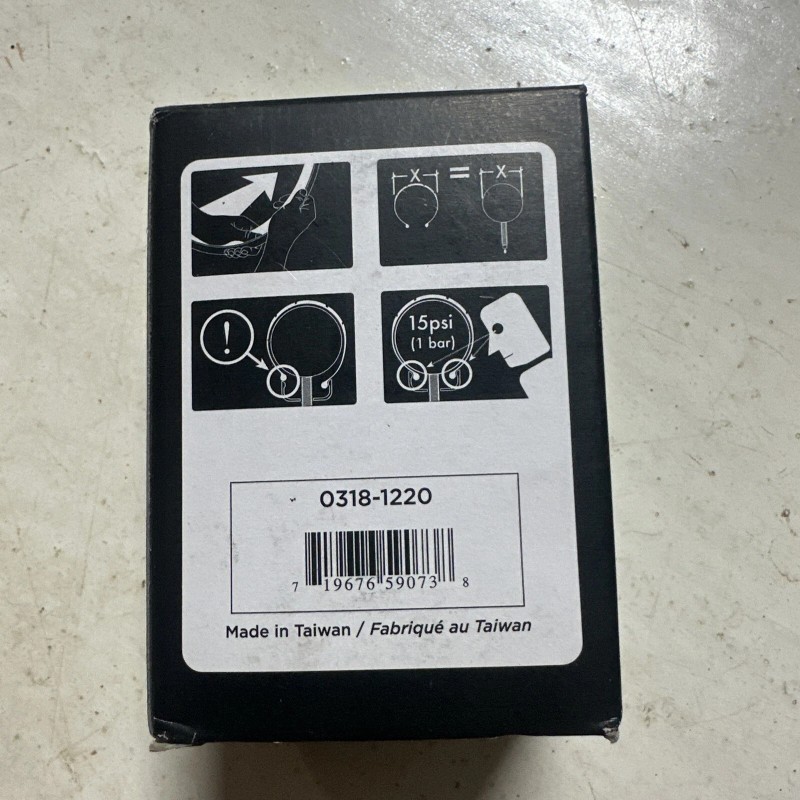 X = X
!
15psi
(1 bar)
0318-1220
7 19676 59073 8
Made in Taiwan / Fabriqué au Taiwan